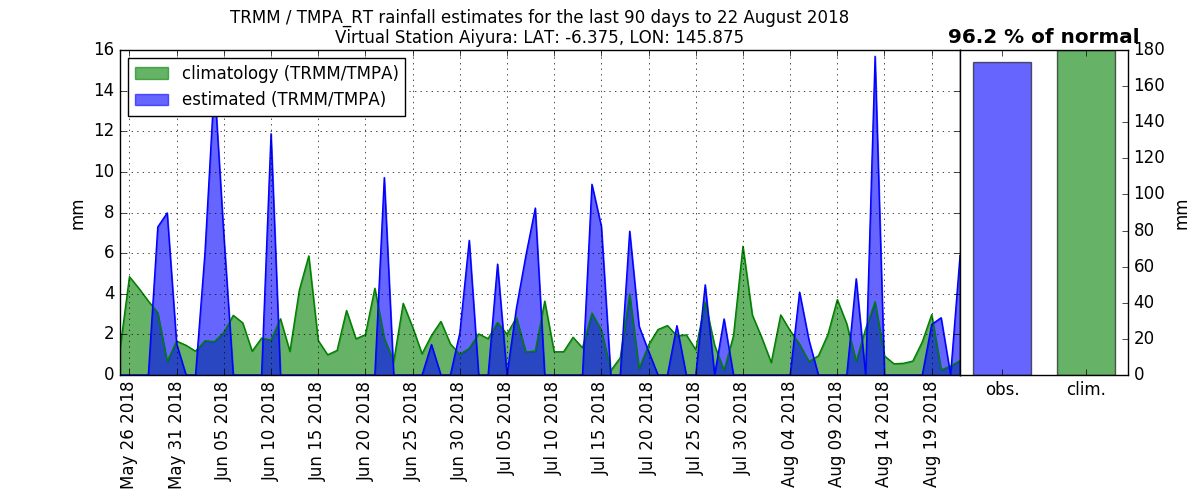 TRMM / TMPA_RT rainfall estimates for the last 90 days to 22 August 2018
Virtual Station Aiyura: LAT: -6.375, LON: 145.875
96.2 % of normal
climatology (TRMM/TMPA)
estimated (TRMM/TMPA)
mm
16
14
12
10
8
6
4
2
0
May 26 2018
May 31 2018
Jun 05 2018
Jun 10 2018
Jun 15 2018
Jun 20 2018
Jun 25 2018
Jun 30 2018
Jul 05 2018
Jul 10 2018
Jul 15 2018
Jul 20 2018
Jul 25 2018
Jul 30 2018
Aug 04 2018
Aug 09 2018
Aug 14 2018
Aug 19 2018
obs.
clim.
180
160
140
120
100
80
60
40
20
0
mm